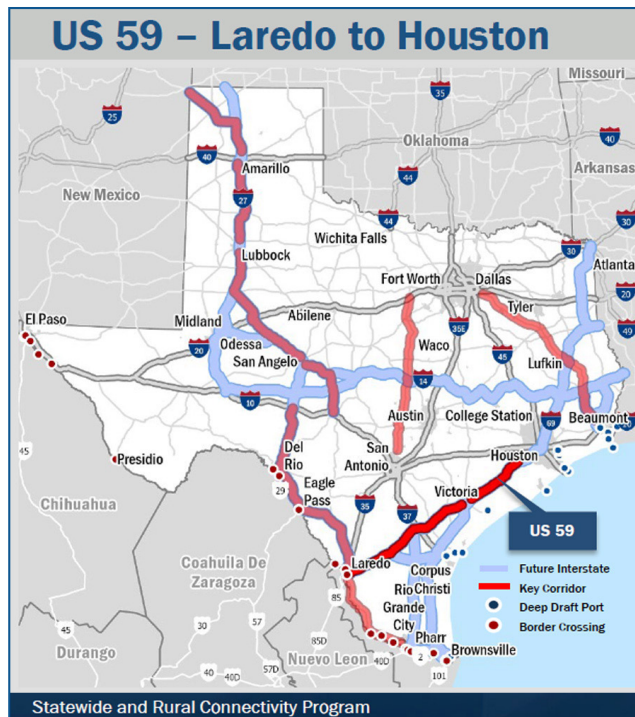 US 59 – Laredo to Houston
Missouri
35
25
Oklahoma
40
40
Amarillo
Arkansas
44
New Mexico
27
44
30
Wichita Falls
Lubbock
30
Atlanta
Fort Worth
Dallas
20
El Paso
Midland
Abilene
Tyler
35E
49
Odessa
20
Waco
45
San Angelo
Lufkin
14
10
Austin
College Station
Beaumont
69
45
Del
Rio
San
Antonio
Houston
Presidio
29
Eagle
Pass
Victoria
35
37
Chihuahua
US 59
Laredo
Coahuila De
Zaragoza
Corpus
Christi
Future Interstate
85
Rio
Grande
City
Key Corridor
Deep Draft Port
30
57
Pharr
Border Crossing
45
85D
Brownsville
Durango
Nuevo Leon
2
40
57D
40D
40D
101
Statewide and Rural Connectivity Program